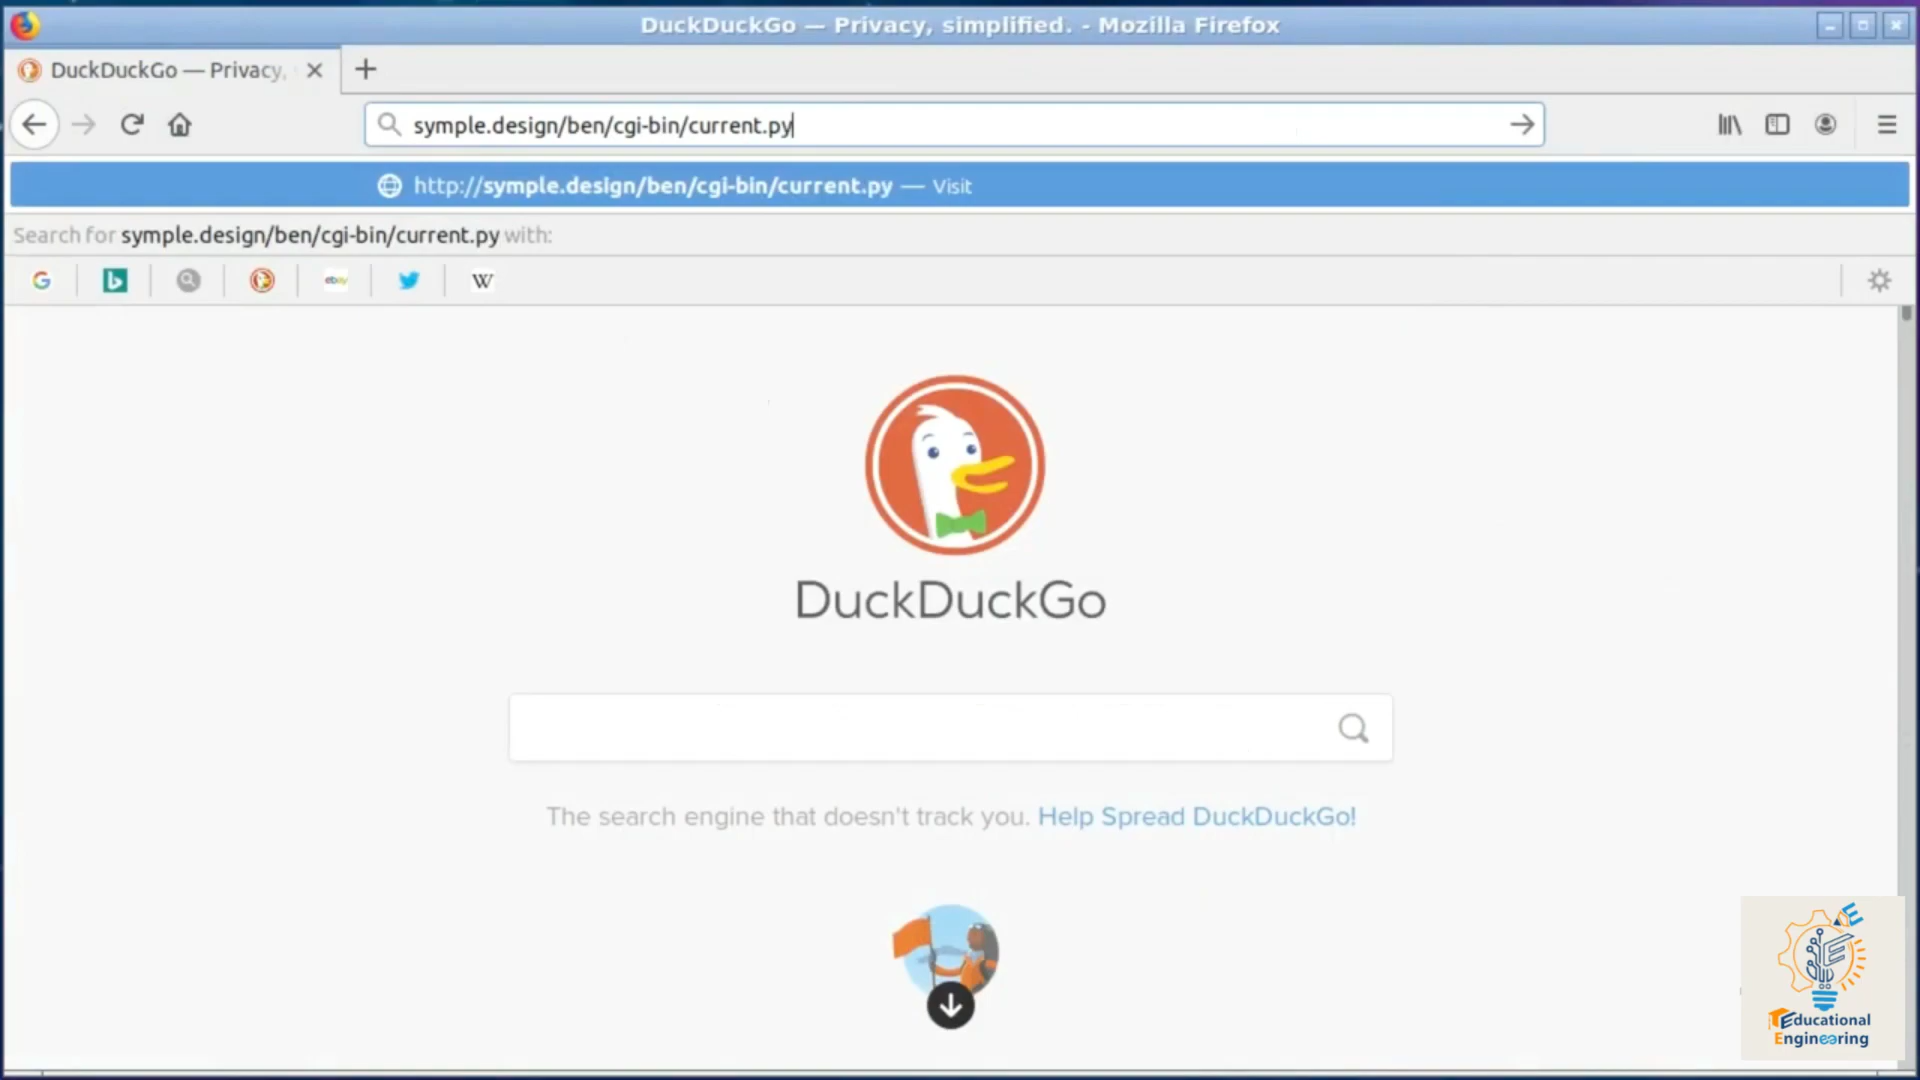 DuckDuckGo — Privacy, simplified. - Mozilla Firefox
DuckDuckGo — Privacy,
symple.design/ben/cgi-bin/current.py
http://symple.design/ben/cgi-bin/current.py — Visit
Search for symple.design/ben/cgi-bin/current.py with:
G b ebay W
DuckDuckGo
The search engine that doesn't track you. Help Spread DuckDuckGo!
Educational
Engineering